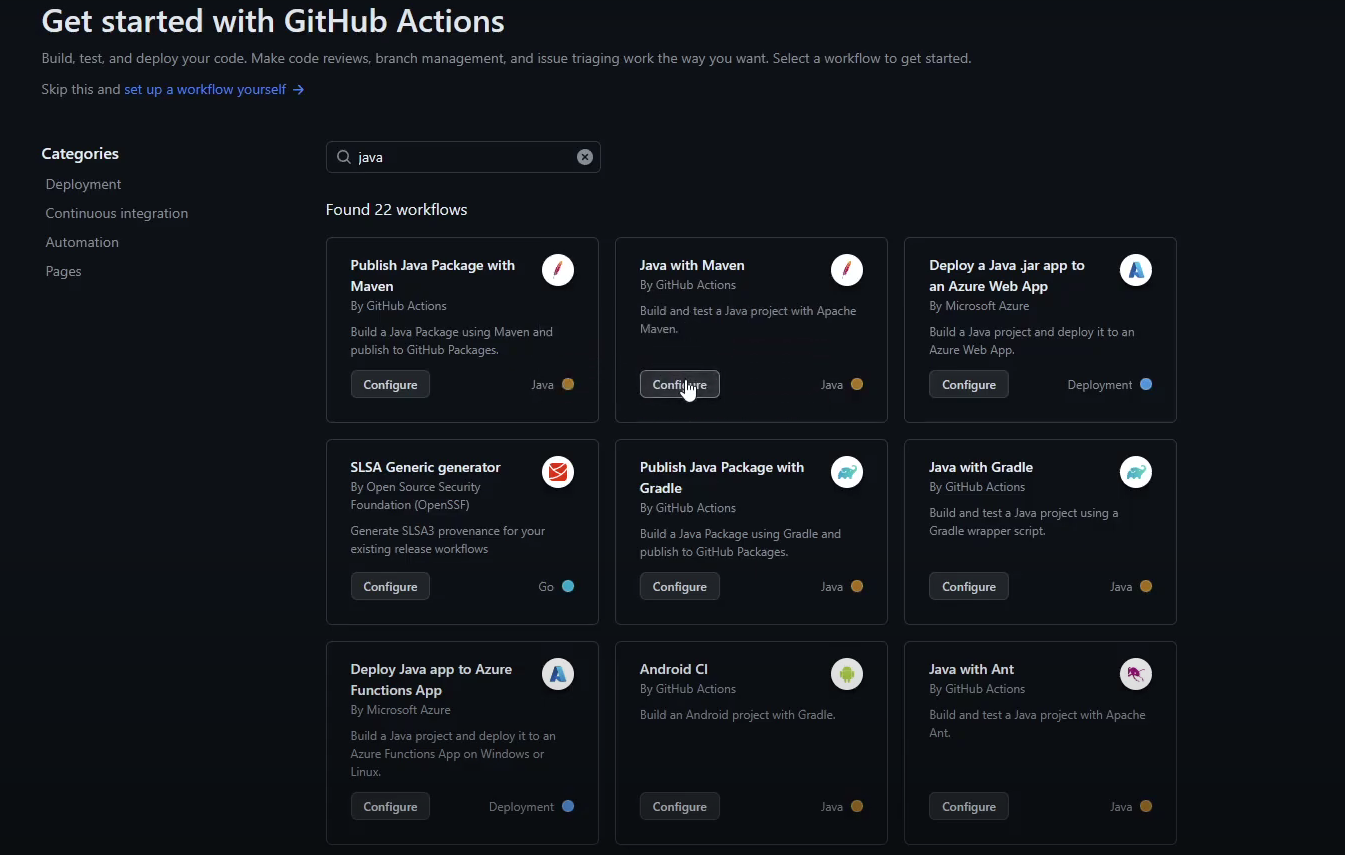 Get started with GitHub Actions
Build, test, and deploy your code. Make code reviews, branch management, and issue triaging work the way you want. Select a workflow to get started.
Skip this and set up a workflow yourself →
Categories
Deployment
Continuous integration
Automation
Pages
java
Found 22 workflows
Publish Java Package with
Maven
By GitHub Actions
Build a Java Package using Maven and
publish to GitHub Packages.
Configure
Java
Java with Maven
By GitHub Actions
Build and test a Java project with Apache
Maven.
Configure
Java
Deploy a Java .jar app to
an Azure Web App
By Microsoft Azure
Build a Java project and deploy it to an
Azure Web App.
Configure
Deployment
SLSA Generic generator
By Open Source Security
Foundation (OpenSSF)
Generate SLSA3 provenance for your
existing release workflows
Configure
Go
Publish Java Package with
Gradle
By GitHub Actions
Build a Java Package using Gradle and
publish to GitHub Packages.
Configure
Java
Java with Gradle
By GitHub Actions
Build and test a Java project using a
Gradle wrapper script.
Configure
Java
Deploy Java app to Azure
Functions App
By Microsoft Azure
Build a Java project and deploy it to an
Azure Functions App on Windows or
Linux.
Configure
Deployment
Android CI
By GitHub Actions
Build an Android project with Gradle.
Configure
Java
Java with Ant
By GitHub Actions
Build and test a Java project with Apache
Ant.
Configure
Java